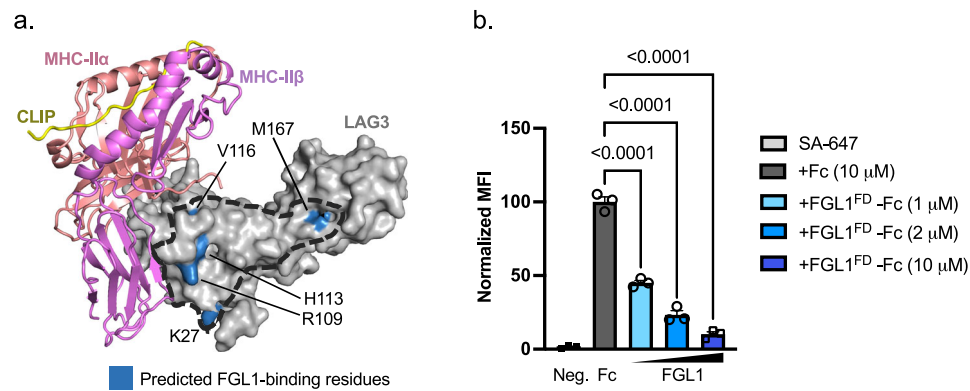 a.
MHC-IIα
MHC-IIβ
CLIP
LAG3
M167
V116
H113
R109
K27
Predicted FGL1-binding residues
b.
<0.0001
<0.0001
<0.0001
Normalized MFI
150
100
50
0
Neg. Fc FGL1
SA-647
+Fc (10 μM)
+FGL1ᶠᴰ -Fc (1 μM)
+FGL1ᶠᴰ -Fc (2 μM)
+FGL1ᶠᴰ -Fc (10 μM)